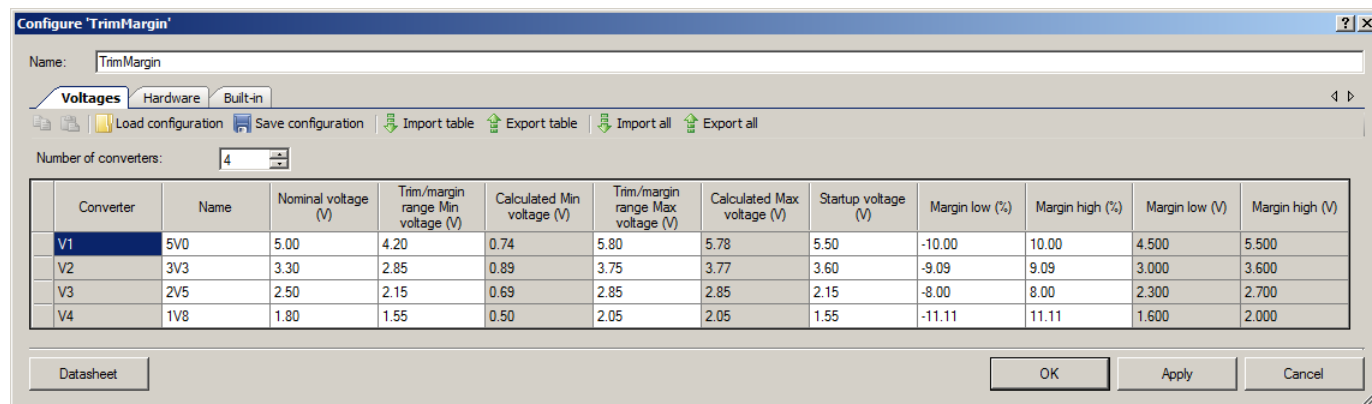 Configure 'TrimMargin'
Name: TrimMargin
Voltages Hardware Built-in
Load configuration Save configuration Import table Export table Import all Export all
Number of converters: 4
Converter Name Nominal voltage (V) Trim/margin range Min voltage (V) Calculated Min voltage (V) Trim/margin range Max voltage (V) Calculated Max voltage (V) Startup voltage (V) Margin low (%) Margin high (%) Margin low (V) Margin high (V)
V1 5V0 5.00 4.20 0.74 5.80 5.78 5.50 -10.00 10.00 4.500 5.500
V2 3V3 3.30 2.85 0.89 3.75 3.77 3.60 -9.09 9.09 3.000 3.600
V3 2V5 2.50 2.15 0.69 2.85 2.85 2.15 -8.00 8.00 2.300 2.700
V4 1V8 1.80 1.55 0.50 2.05 2.05 1.55 -11.11 11.11 1.600 2.000
Datasheet OK Apply Cancel